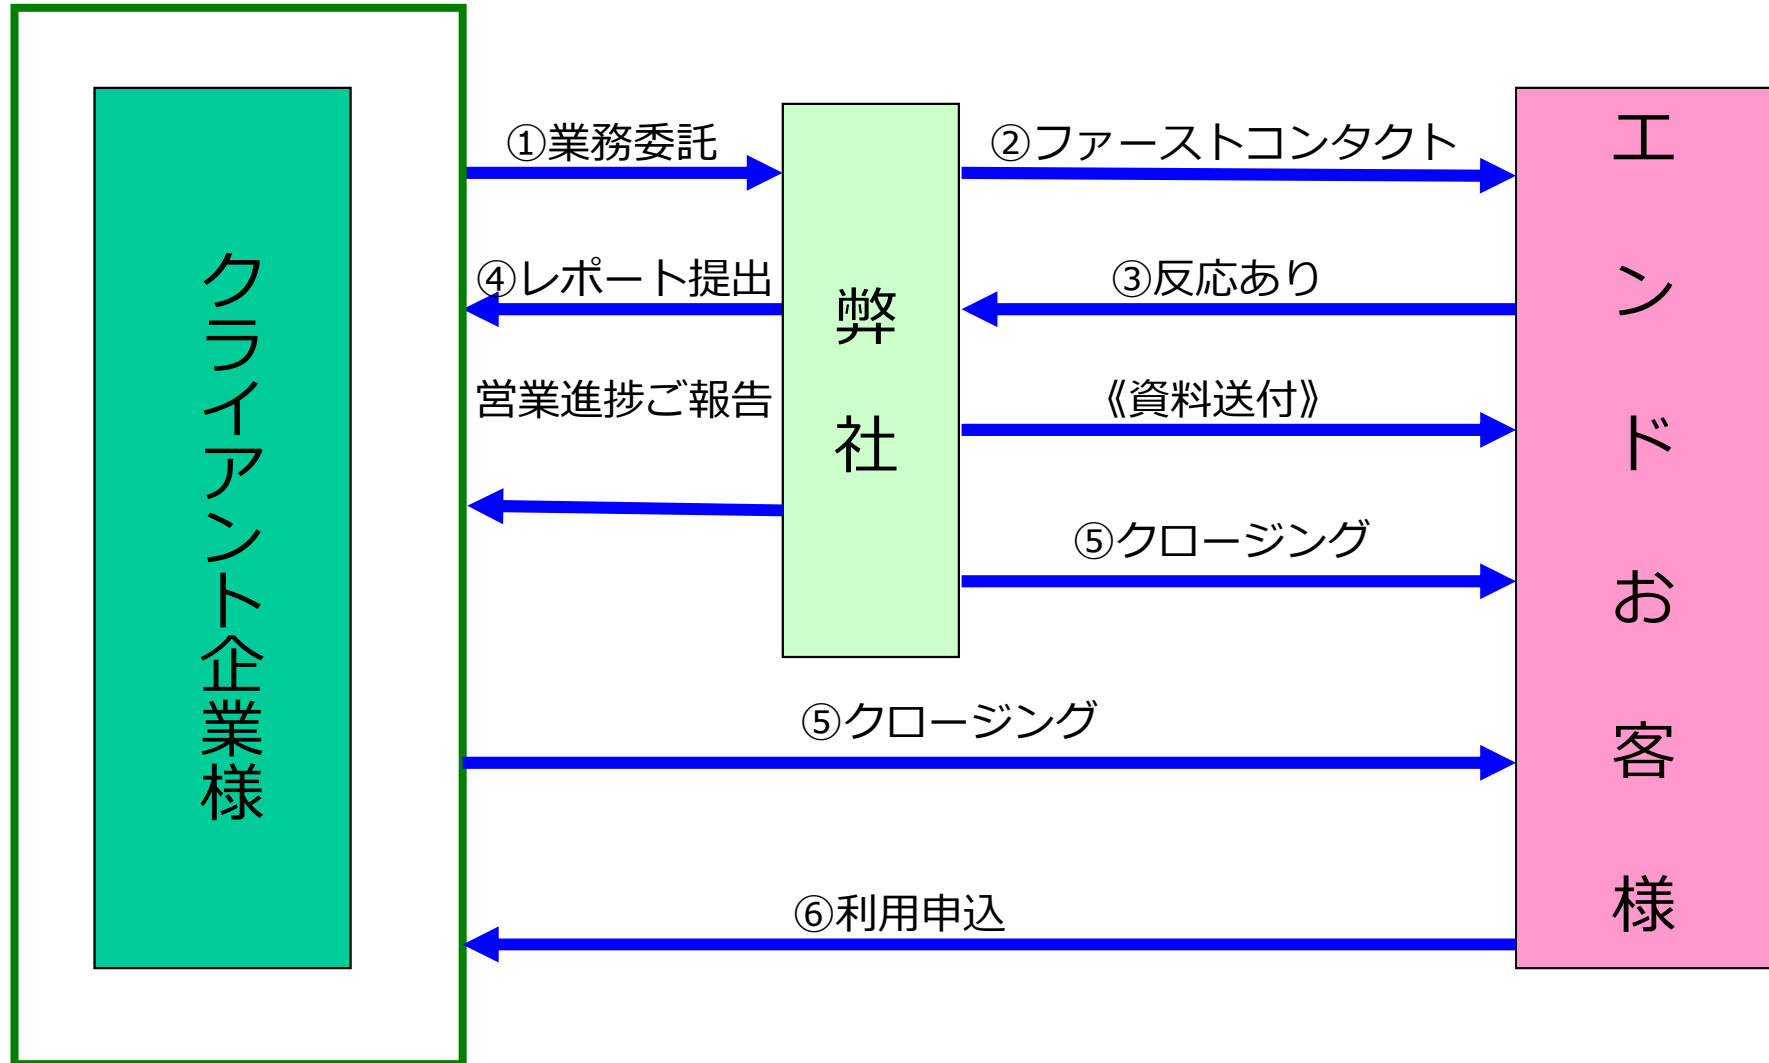 クライアント企業様
①業務委託
④レポート提出
営業進捗ご報告
弊社
②ファーストコンタクト
③反応あり
《資料送付》
⑤クロージング
⑤クロージング
⑥利用申込
エンドお客様